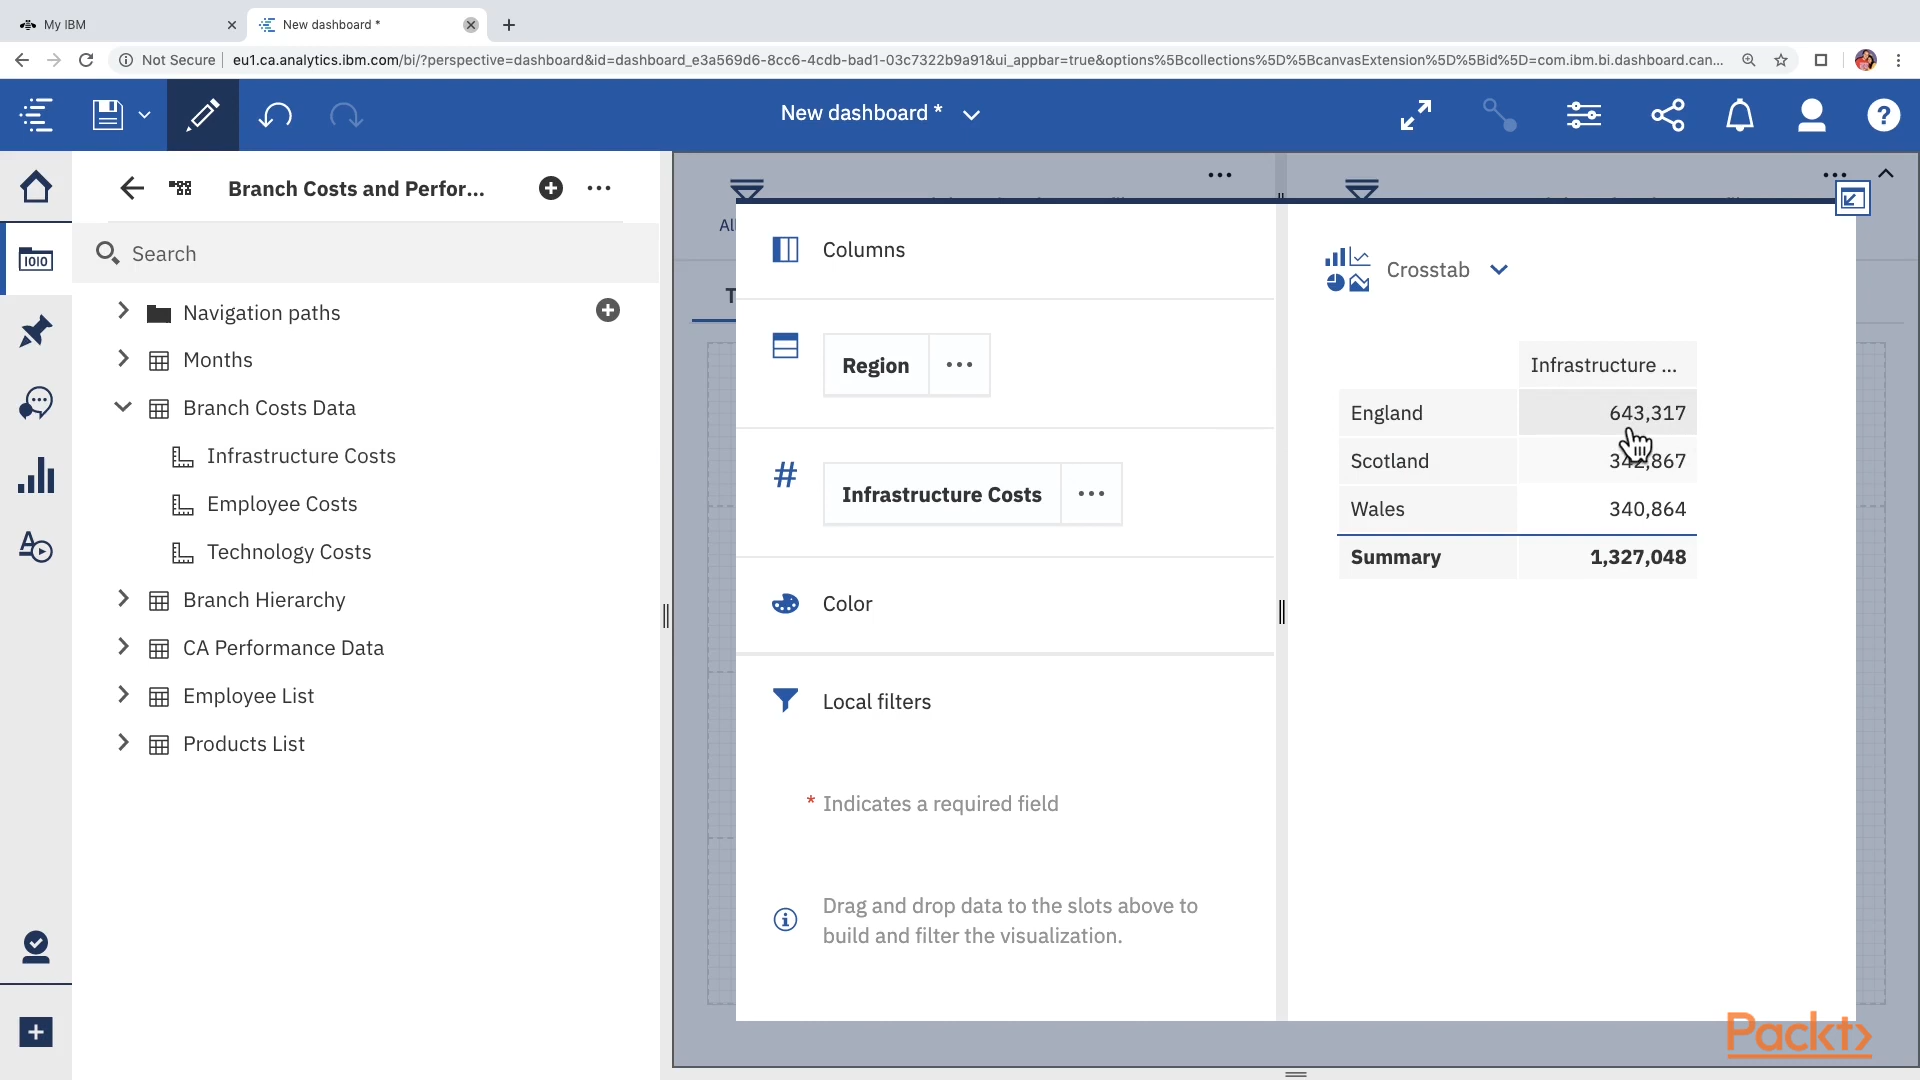 My IBM
New dashboard *
Not Secure
eu1.ca.analytics.ibm.com/bi/?perspective=dashboard&id=dashboard_e3a569d6-8cc6-4cdb-bad1-03c7322b9a91&ui_appbar=true&options%5Bcollections%5D%5BcanvasExtension%5D%5Bid%5D=com.ibm.bi.dashboard.can...
New dashboard *
Branch Costs and Perfor...
Search
Navigation paths
Months
Branch Costs Data
Infrastructure Costs
Employee Costs
Technology Costs
Branch Hierarchy
CA Performance Data
Employee List
Products List
Columns
Region
Infrastructure Costs
Color
Local filters
* Indicates a required field
Drag and drop data to the slots above to
build and filter the visualization.
Crosstab
Infrastructure ...
England 643,317
Scotland 342,867
Wales 340,864
Summary 1,327,048
Packt>